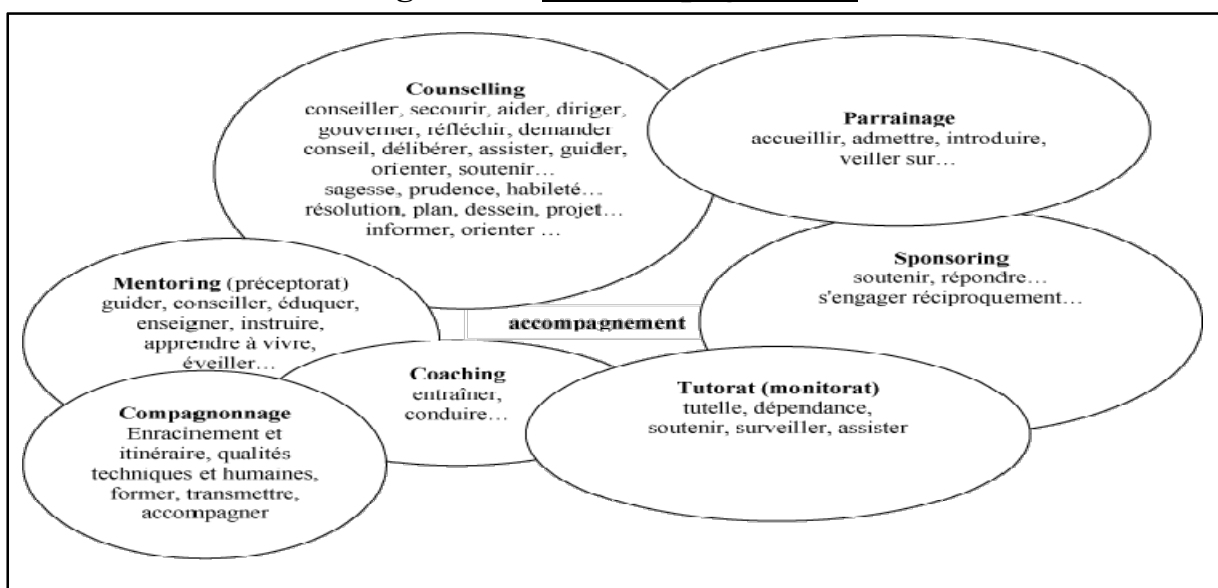 Counselling
conseiller, secourir, aider, diriger,
gouverner, réfléchir, demander
conseil, délibérer, assister, guider,
orienter, soutenir…
sagesse, prudence, habileté…
résolution, plan, dessein, projet…
informer, orienter …
Parrainage
accueillir, admettre, introduire,
veiller sur…
Sponsoring
soutenir, répondre…
s'engager réciproquement…
Mentoring (préceptorat)
guider, conseiller, éduquer,
enseigner, instruire,
apprendre à vivre,
éveiller…
accompagnement
Coaching
entraîner,
conduire…
Tutorat (monitorat)
tutelle, dépendance,
soutenir, surveiller, assister
Compagnonnage
Enracinement et
itinéraire, qualités
techniques et humaines,
former, transmettre,
accompagner